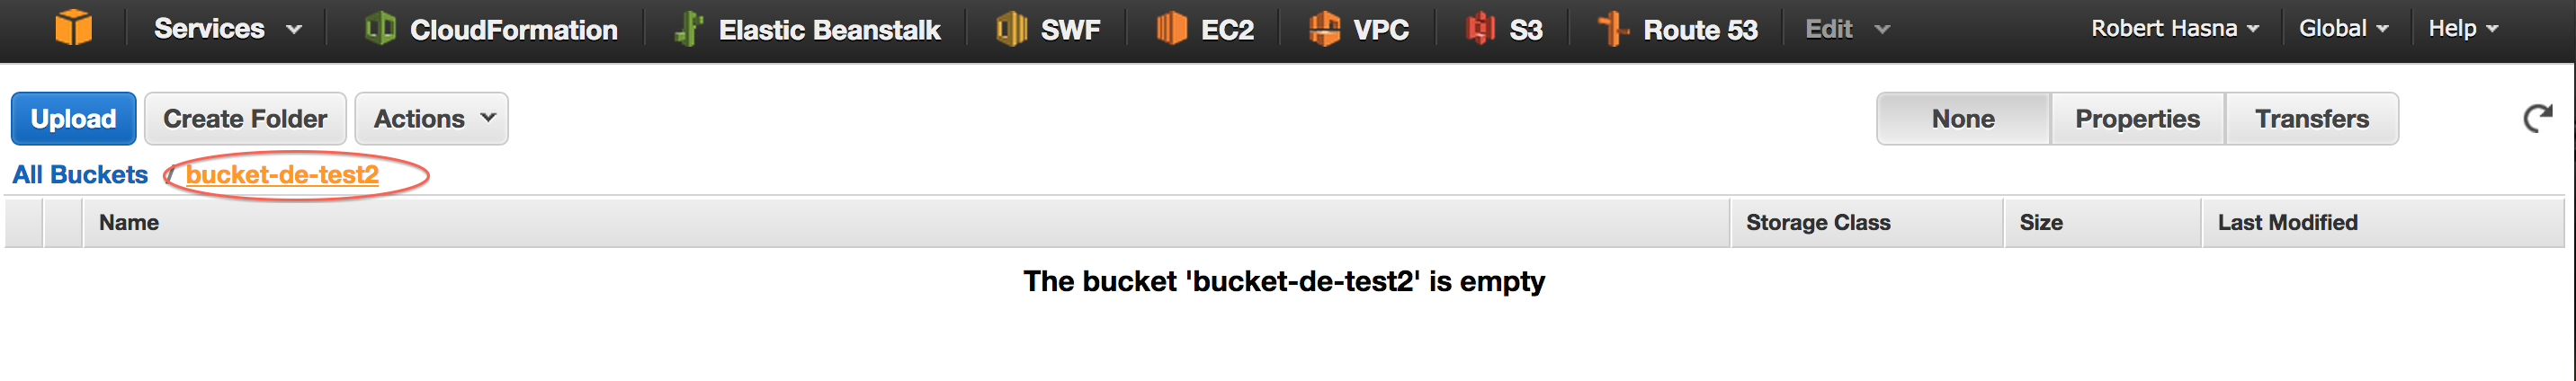 Services CloudFormation Elastic Beanstalk SWF EC2 VPC S3 Route 53 Edit Robert Hasna Global Help
Upload Create Folder Actions None Properties Transfers
All Buckets / bucket-de-test2
Name Storage Class Size Last Modified
The bucket 'bucket-de-test2' is empty